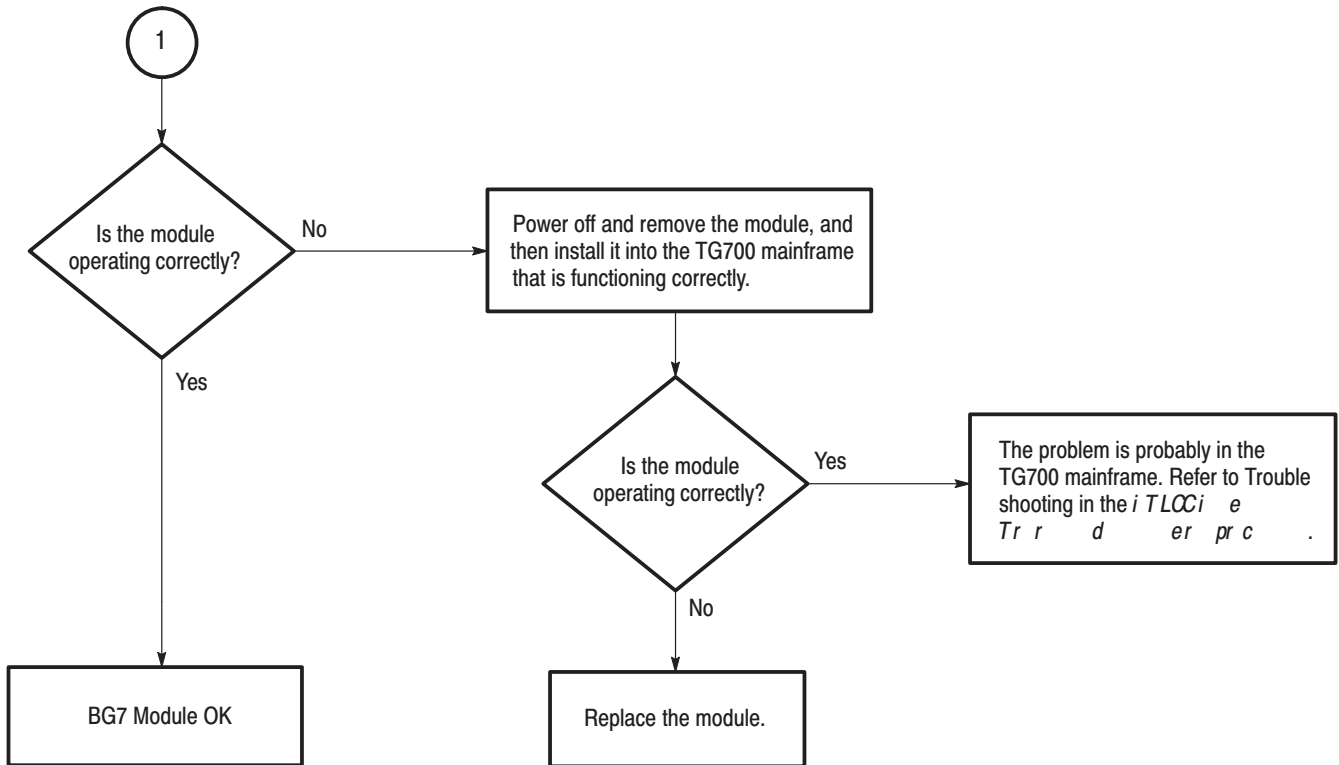 1
Is the module
operating correctly?
No
Power off and remove the module, and
then install it into the TG700 mainframe
that is functioning correctly.
Yes
Is the module
operating correctly?
Yes
The problem is probably in the
TG700 mainframe. Refer to Trouble
shooting in the
No
BG7 Module OK
Replace the module.